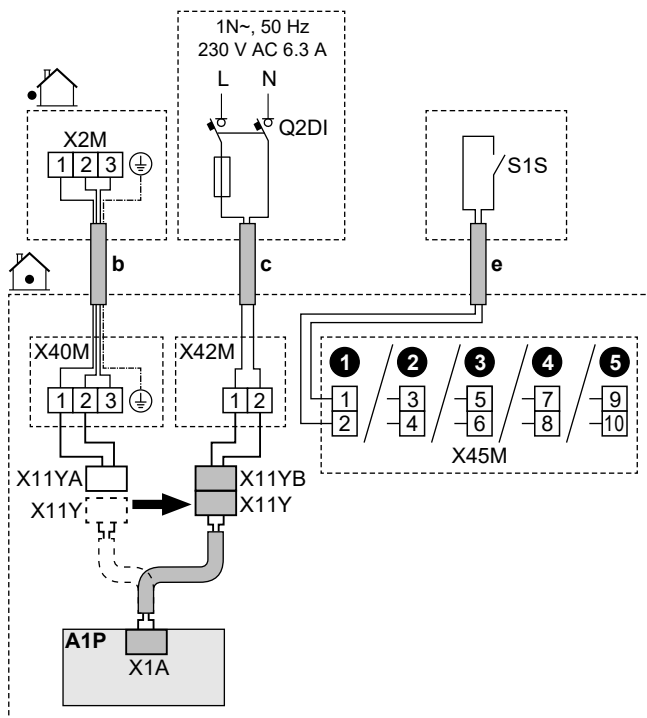 1N~, 50 Hz
230 V AC 6.3 A
L N
Q2DI
X2M
1 2 3
S1S
b
c
e
X40M
1 2 3
X42M
1 2
1 2 3 4 5
1 3 5 7 9
2 4 6 8 10
X45M
X11YA
X11YB
X11Y
X11Y
A1P
X1A